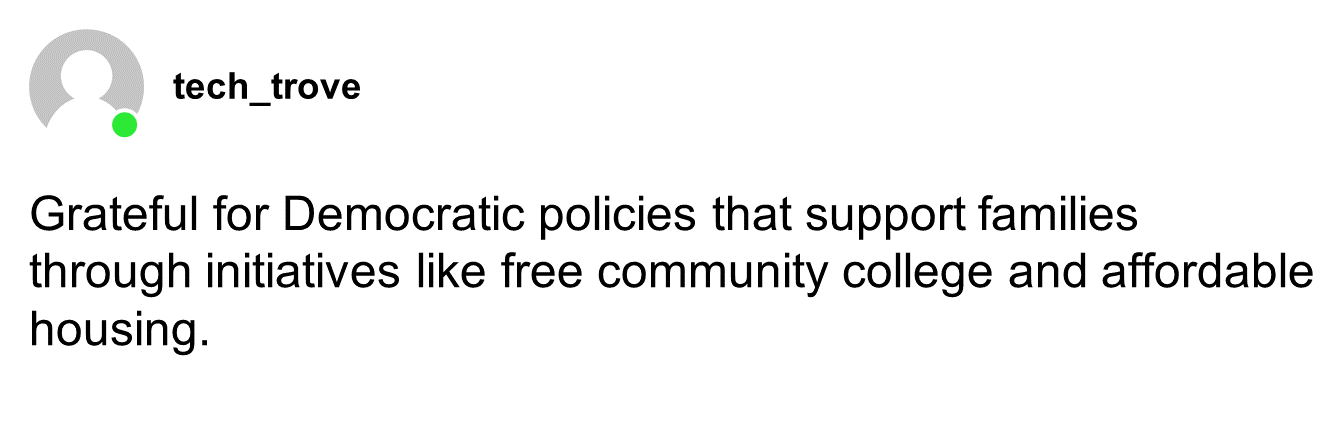 tech_trove
Grateful for Democratic policies that support families
through initiatives like free community college and affordable
housing.